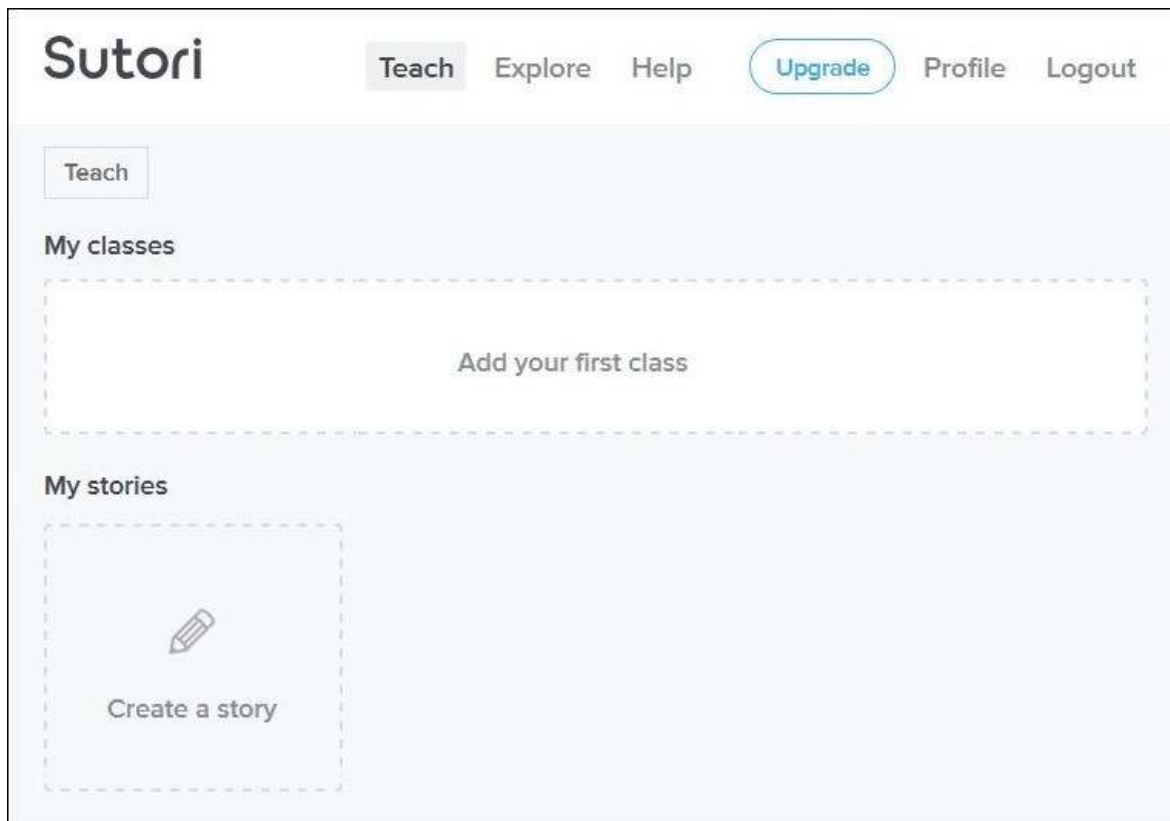 Sutori
Teach Explore Help Upgrade Profile Logout
Teach
My classes
Add your first class
My stories
Create a story